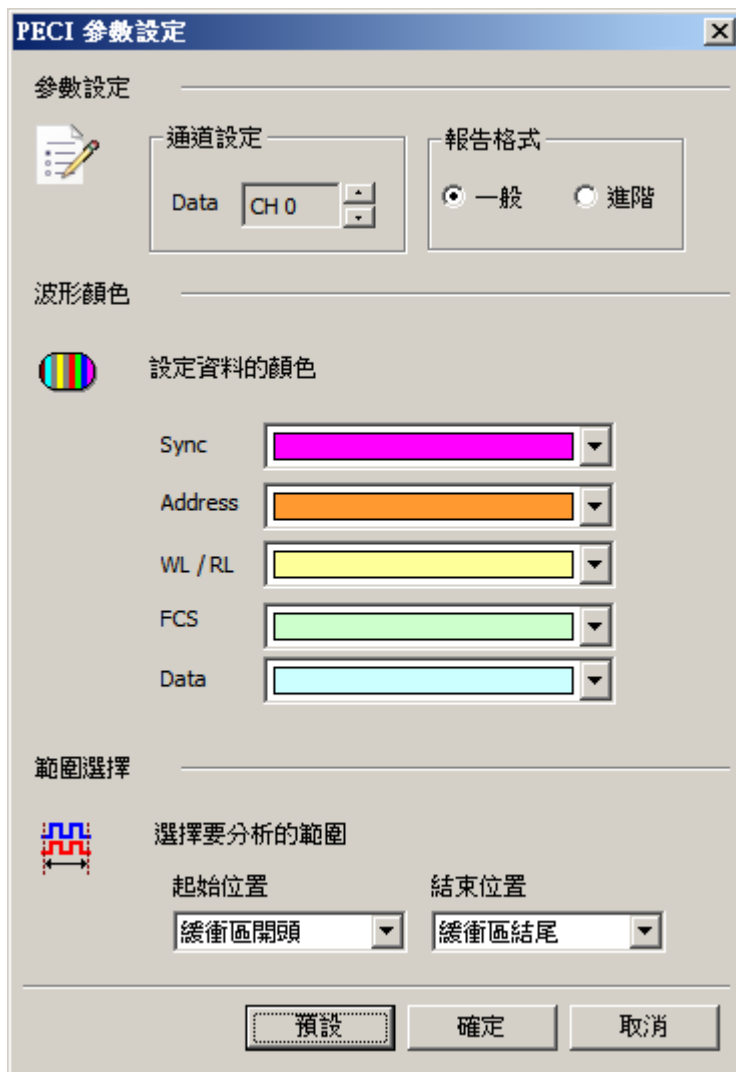 PECI 參數設定
參數設定
通道設定
Data CH 0
報告格式
一般 進階
波形顏色
設定資料的顏色
Sync
Address
WL / RL
FCS
Data
範圍選擇
選擇要分析的範圍
起始位置 結束位置
緩衝區開頭 緩衝區結尾
預設 確定 取消